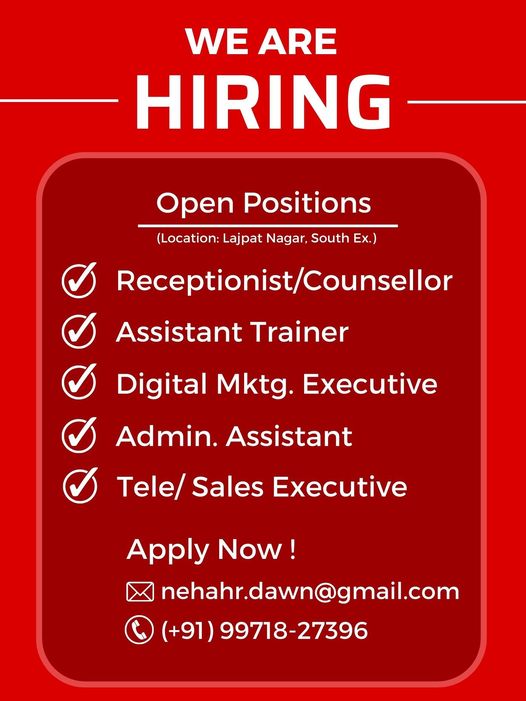 WE ARE
HIRING
Open Positions
(Location: Lajpat Nagar, South Ex.)
Receptionist/Counsellor
Assistant Trainer
Digital Mktg. Executive
Admin. Assistant
Tele/ Sales Executive
Apply Now !
nehahr.dawn@gmail.com
(+91) 99718-27396